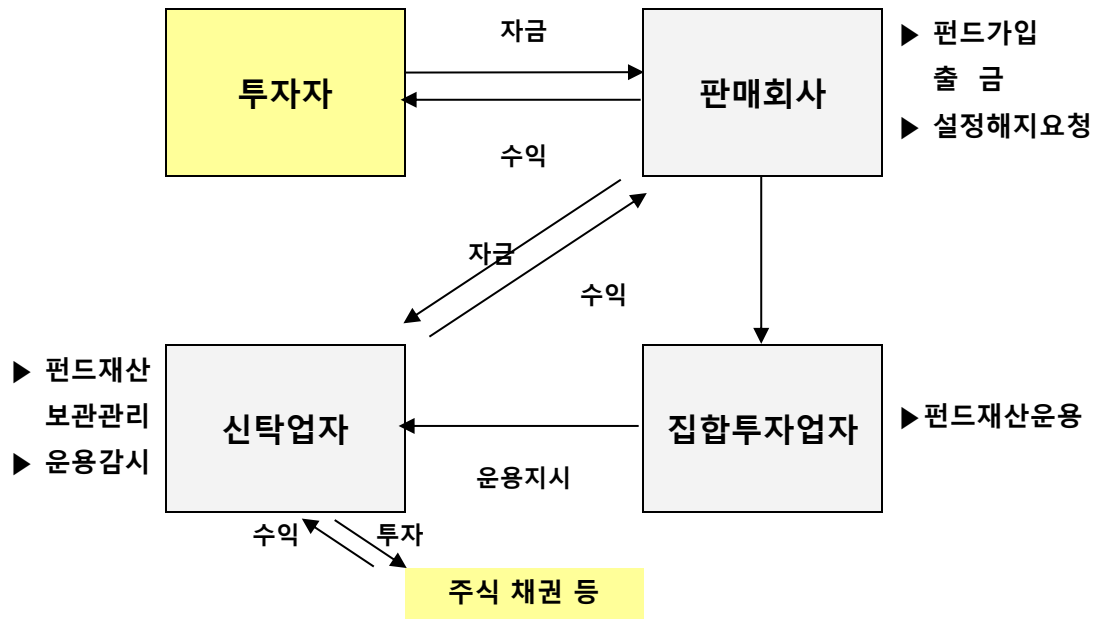 자금
투자자
판매회사
▶ 펀드가입
출 금
▶ 설정해지요청
수익
자금
수익
▶ 펀드재산
보관관리
▶ 운용감시
신탁업자
집합투자업자
▶펀드재산운용
운용지시
수익
투자
주식 채권 등